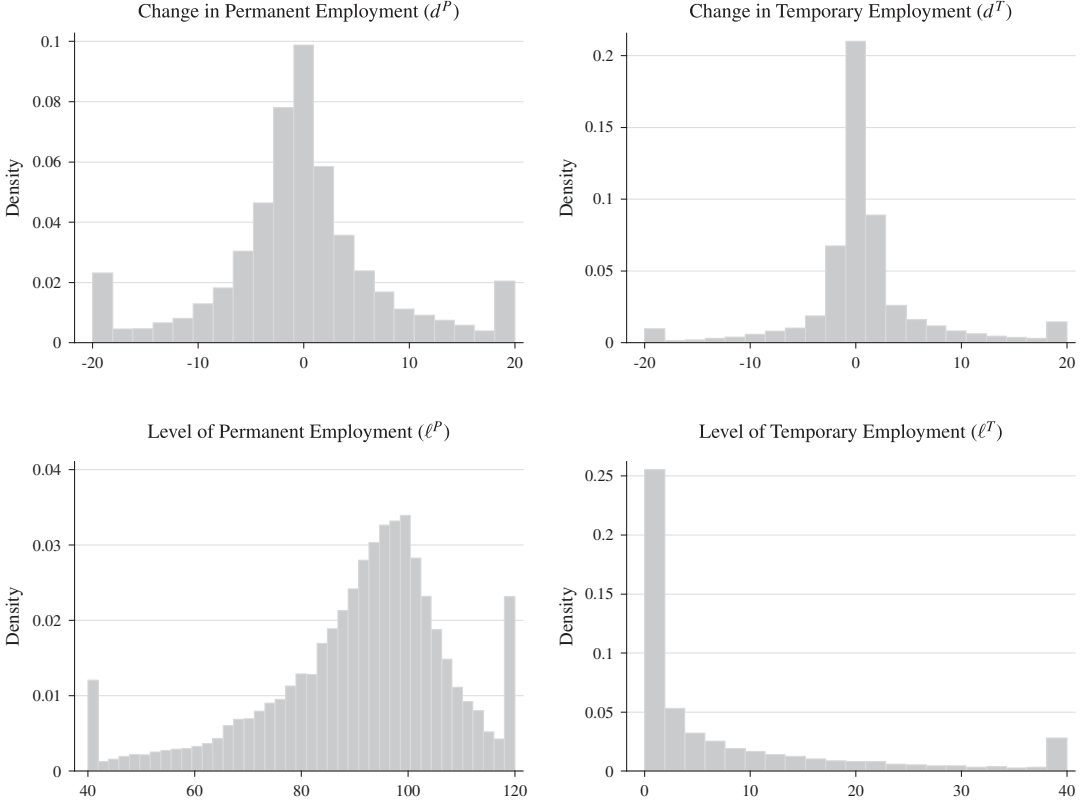 Change in Permanent Employment (d^P)
Density
0.1
0.08
0.06
0.04
0.02
0
-20 -10 0 10 20
Change in Temporary Employment (d^T)
Density
0.2
0.15
0.1
0.05
0
-20 -10 0 10 20
Level of Permanent Employment (ℓ^P)
Density
0.04
0.03
0.02
0.01
0
40 60 80 100 120
Level of Temporary Employment (ℓ^T)
Density
0.25
0.2
0.15
0.1
0.05
0
0 10 20 30 40